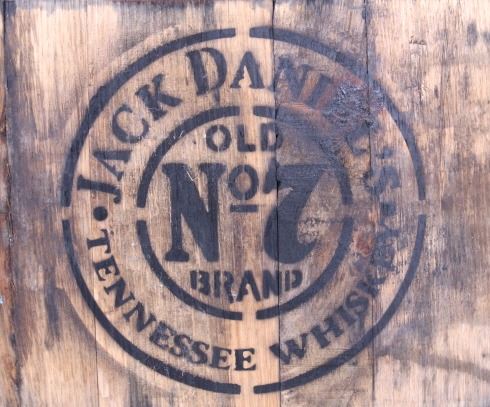 JACK DANIEL'S
OLD
No 7
BRAND
TENNESSEE WHISKEY